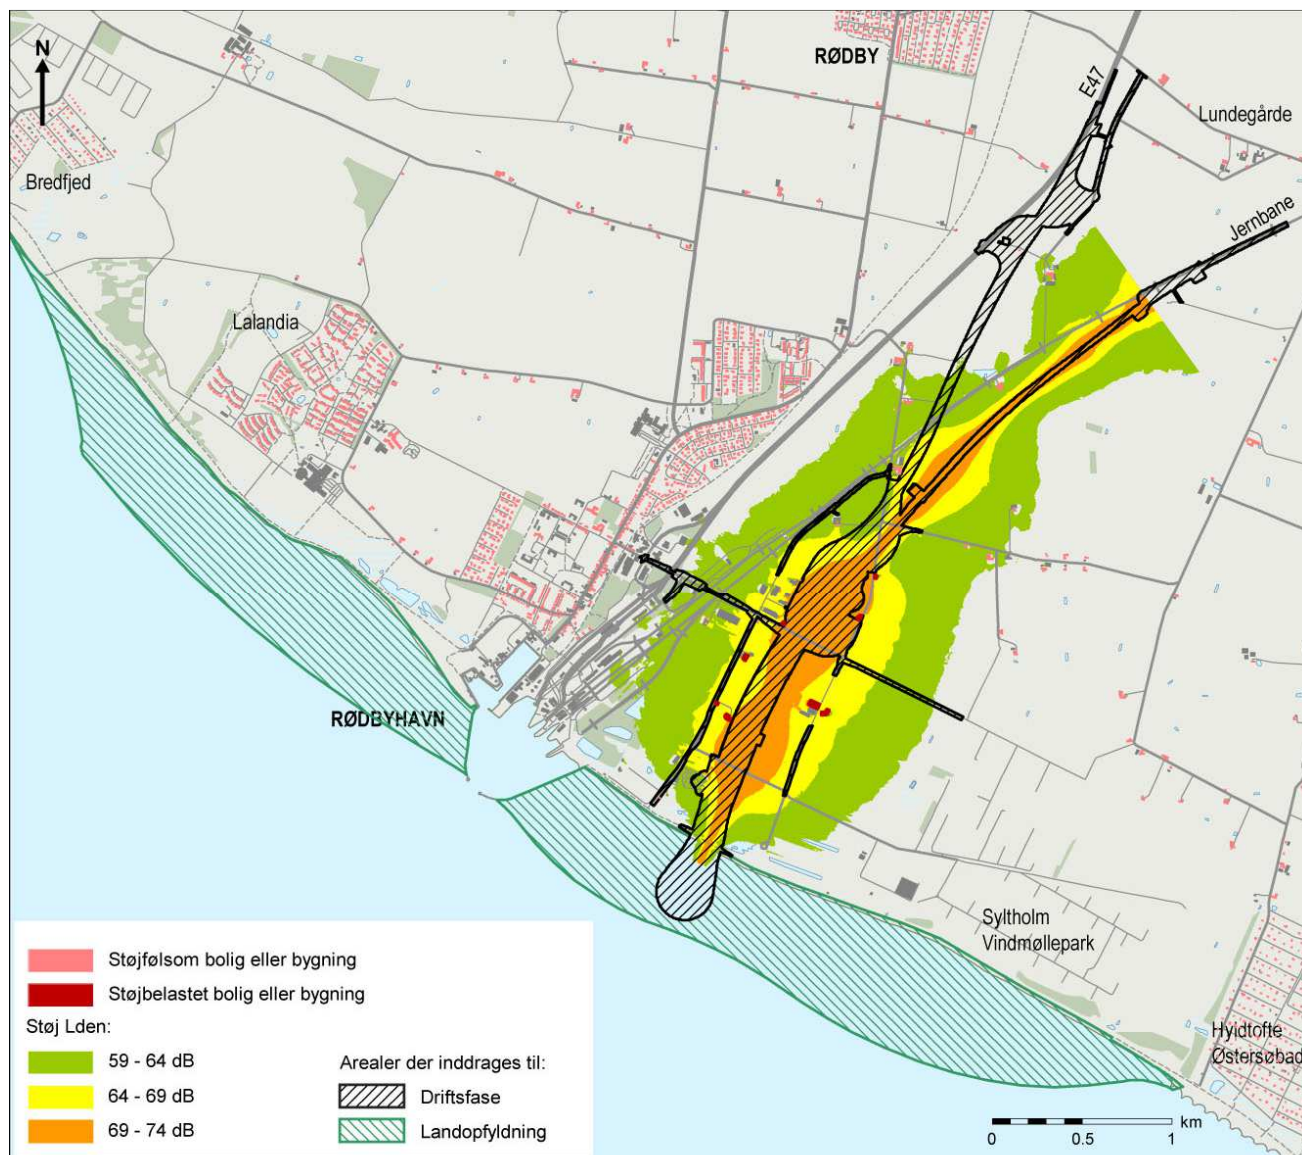 N
RØDBY
E47
Lundegårde
Bredfjed
Jernbane
Lalandia
RØDBYHAVN
Syltholm
Vindmøllepark
Hyldtofte
Østersøbad
Støjfølsom bolig eller bygning
Støjbelastet bolig eller bygning
Støj Lden:
59 - 64 dB
64 - 69 dB
69 - 74 dB
Arealer der inddrages til:
Driftsfase
Landopfyldning
km
0 0.5 1